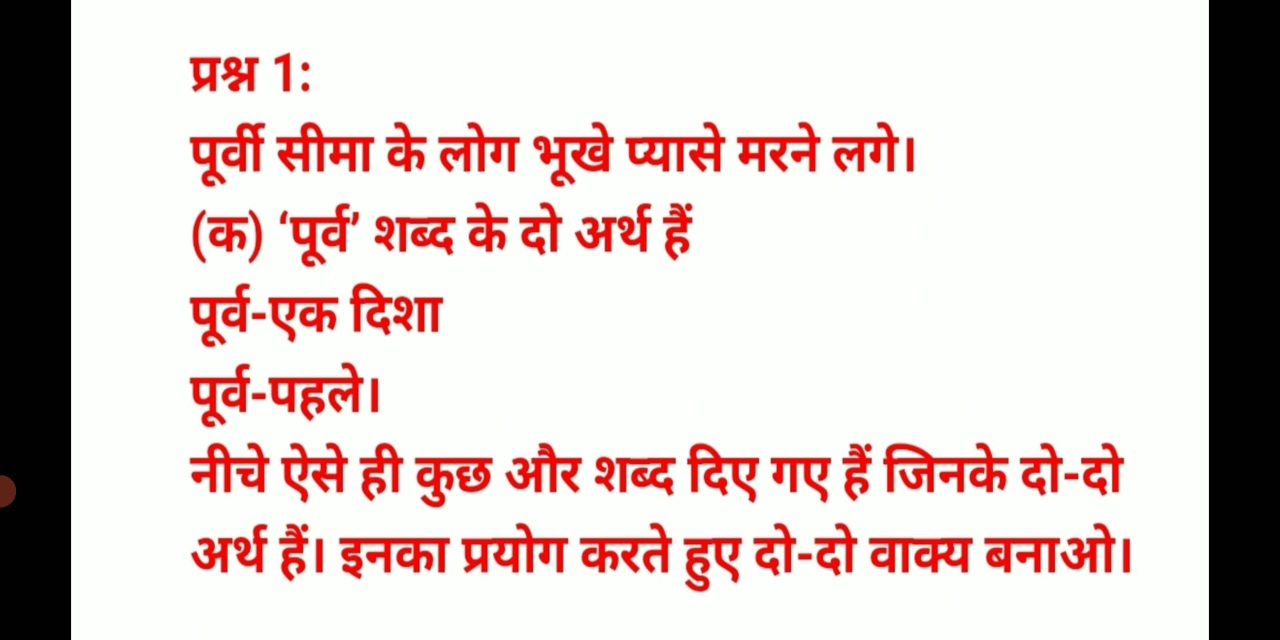 प्रश्न 1:
पूर्वी सीमा के लोग भूखे प्यासे मरने लगे।
(क) ‘पूर्व’ शब्द के दो अर्थ हैं
पूर्व-एक दिशा
पूर्व-पहले।
नीचे ऐसे ही कुछ और शब्द दिए गए हैं जिनके दो-दो
अर्थ हैं। इनका प्रयोग करते हुए दो-दो वाक्य बनाओ।